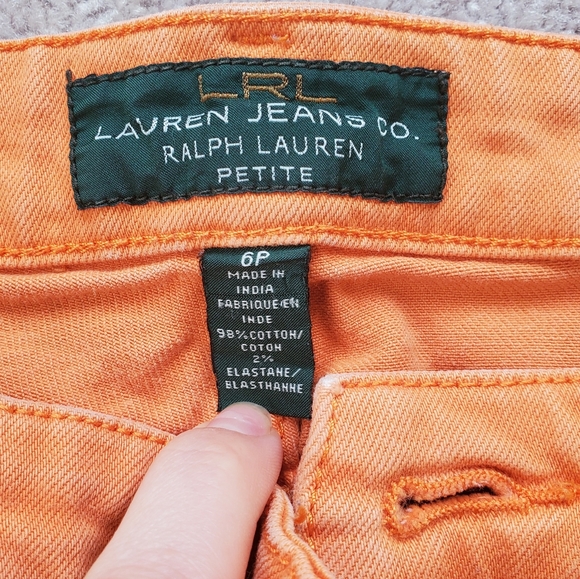 LRL
LAUREN JEANS CO.
RALPH LAUREN
PETITE
6P
MADE IN
INDIA
FABRIQUE EN
INDE
98% COTTON/
COTON
2%
ELASTANE/
ELASTHANNE